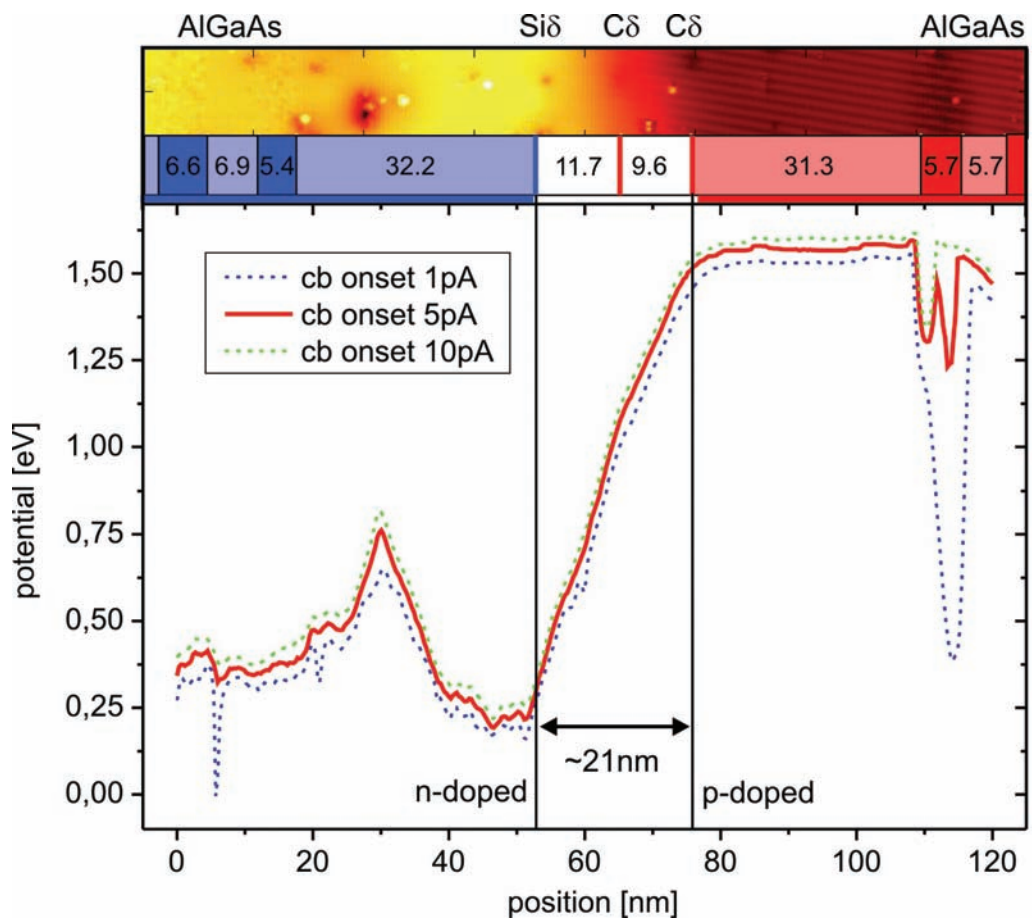 AlGaAs Siδ Cδ Cδ AlGaAs
6.6 6.9 5.4 32.2 11.7 9.6 31.3 5.7 5.7
cb onset 1pA
cb onset 5pA
cb onset 10pA
potential [eV]
1,50
1,25
1,00
0,75
0,50
0,25
0,00
~21nm
n-doped p-doped
0 20 40 60 80 100 120
position [nm]